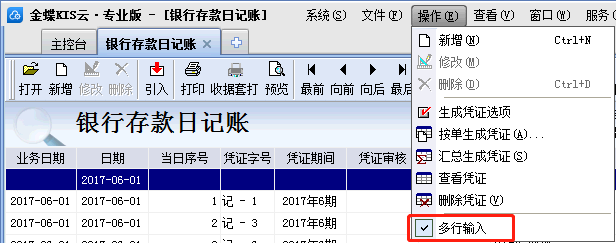 金蝶KIS云·专业版 - [银行存款日记账] 系统(S) 文件(F) 操作(E) 查看(V) 窗口(W) 服务
主控台 银行存款日记账
打开 新增 修改 删除 引入 打印 收据套打 预览 最前 向前 向后 最后
银行存款日记账
业务日期 日期 当日序号 凭证字号 凭证期间 凭证审核
2017-06-01
2017-06-01 2017-06-01 1 记 - 1 2017年6期
2017-06-01 2017-06-01 2 记 - 3 2017年6期
新增(N) Ctrl+N
修改(M)
删除(D) Ctrl+D
生成凭证选项
按单生成凭证(A)...
汇总生成凭证(S)
查看凭证
删除凭证(Y)
多行输入